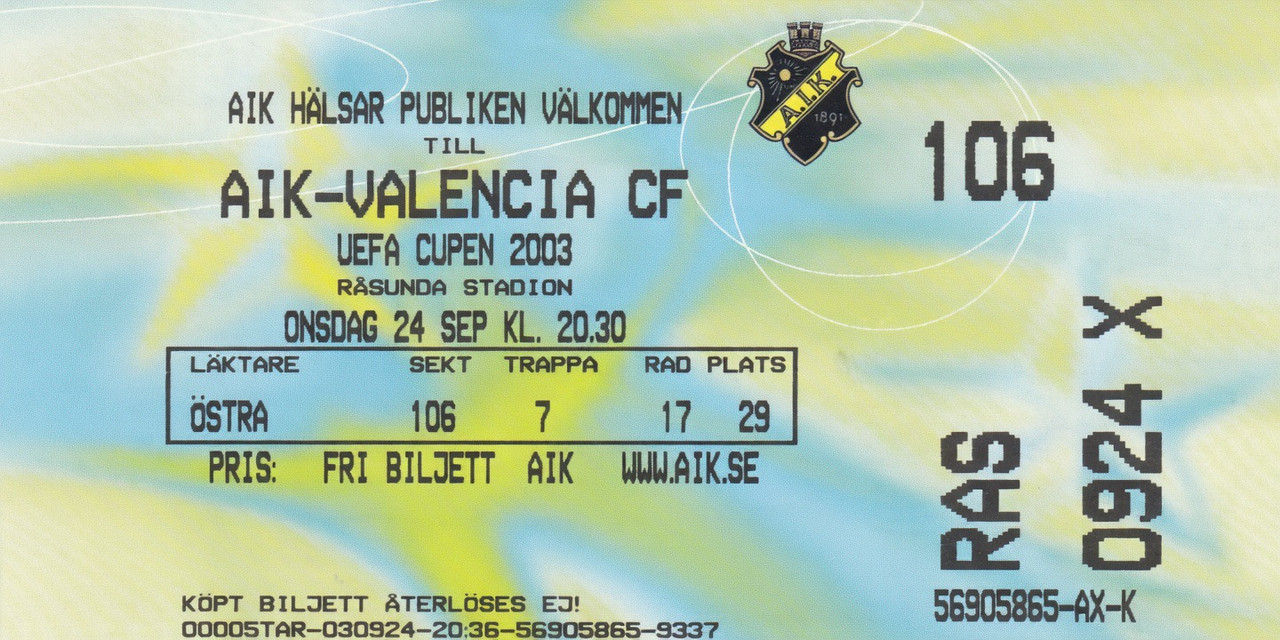 AIK HÄLSAR PUBLIKEN VÄLKOMMEN
TILL
AIK-VALENCIA CF
UEFA CUPEN 2003
RÅSUNDA STADION
ONSDAG 24 SEP KL. 20.30
LÄKTARE SEKT TRAPPA RAD PLATS
ÖSTRA 106 7 17 29
PRIS: FRI BILJETT AIK WWW.AIK.SE
KÖPT BILJETT ÅTERLÖSES EJ!
00005TAR-030924-20:36-56905865-9337
A.I.K.
1891
106
RAS
0924 X
56905865-AX-K